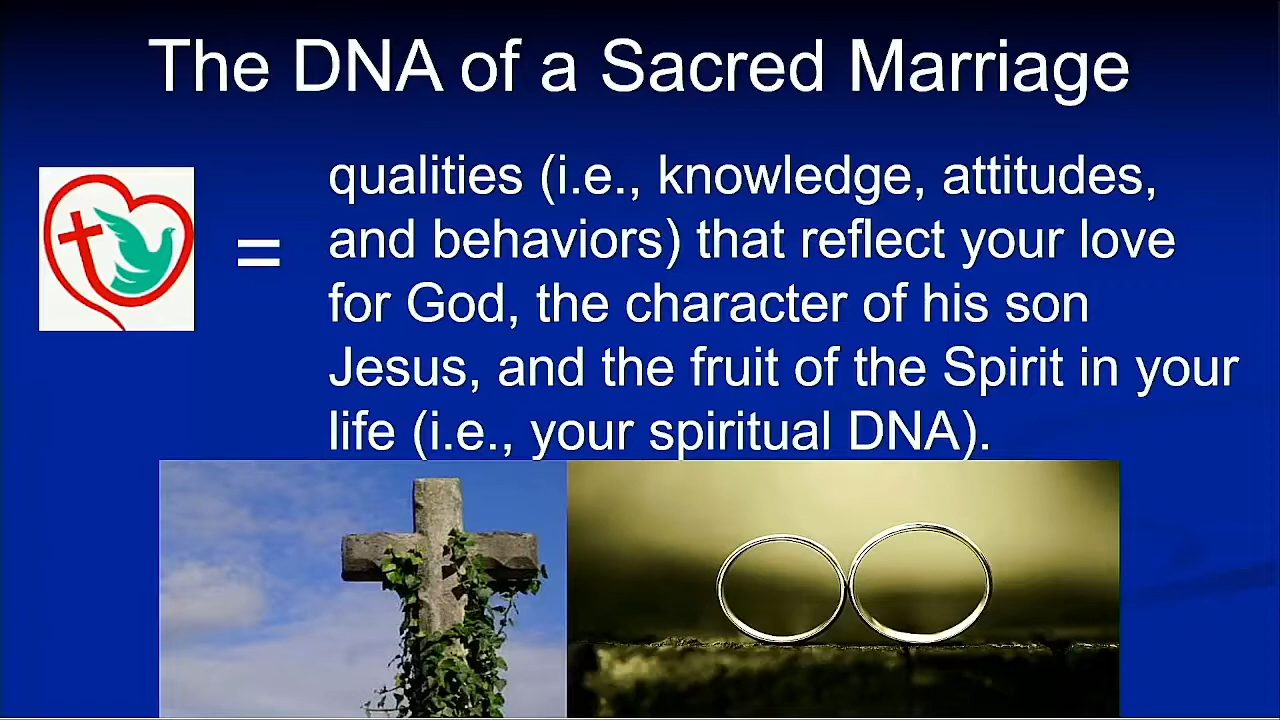 The DNA of a Sacred Marriage
=
qualities (i.e., knowledge, attitudes,
and behaviors) that reflect your love
for God, the character of his son
Jesus, and the fruit of the Spirit in your
life (i.e., your spiritual DNA).